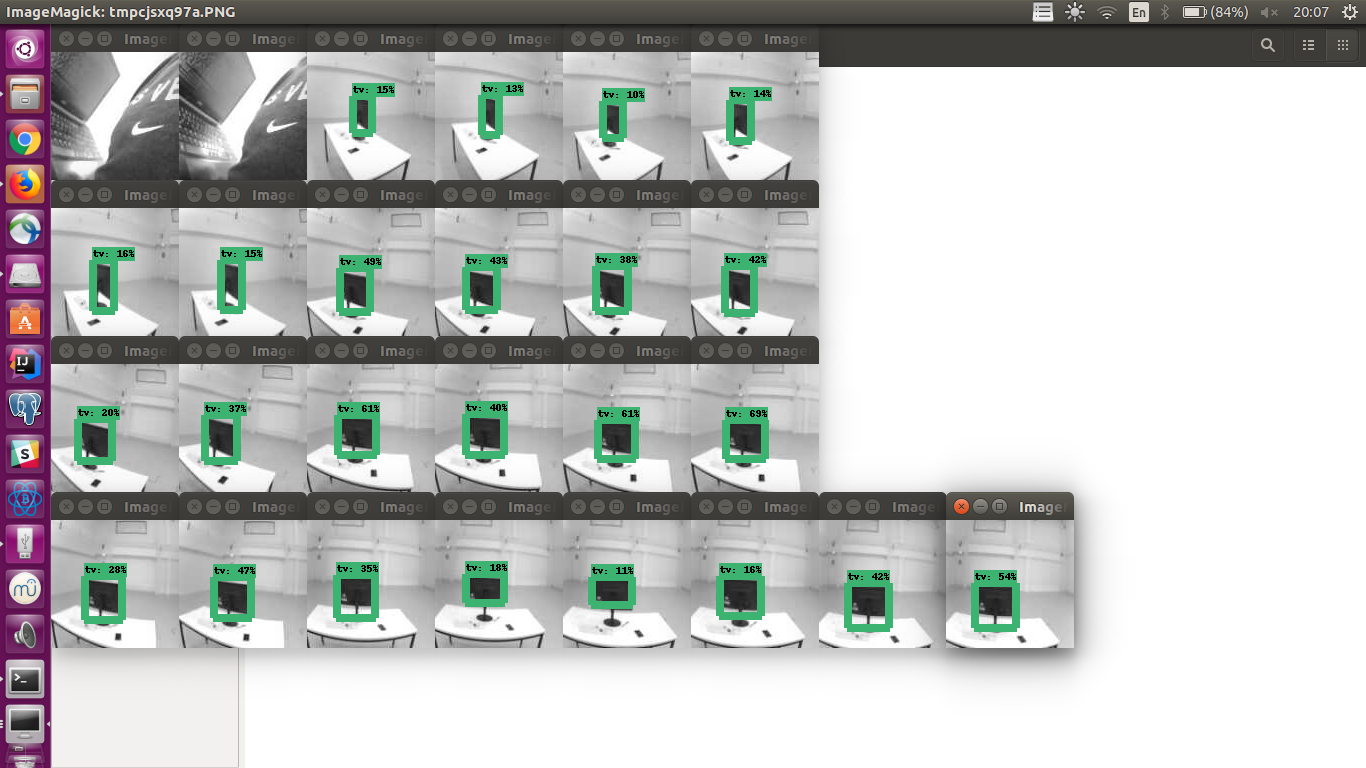 ImageMagick: tmpcjsxq97a.PNG
En
(84%)
20:07
Image Image Image Image Image Image
SVE SVE
tv: 15% tv: 13% tv: 10% tv: 14%
Image Image Image Image Image Image
tv: 16% tv: 15% tv: 49% tv: 43% tv: 38% tv: 42%
Image Image Image Image Image Image
tv: 20% tv: 37% tv: 61% tv: 40% tv: 61% tv: 69%
Image Image Image Image Image Image Image Image
tv: 28% tv: 47% tv: 35% tv: 18% tv: 11% tv: 16% tv: 42% tv: 54%
A
IJ
S
B
mu